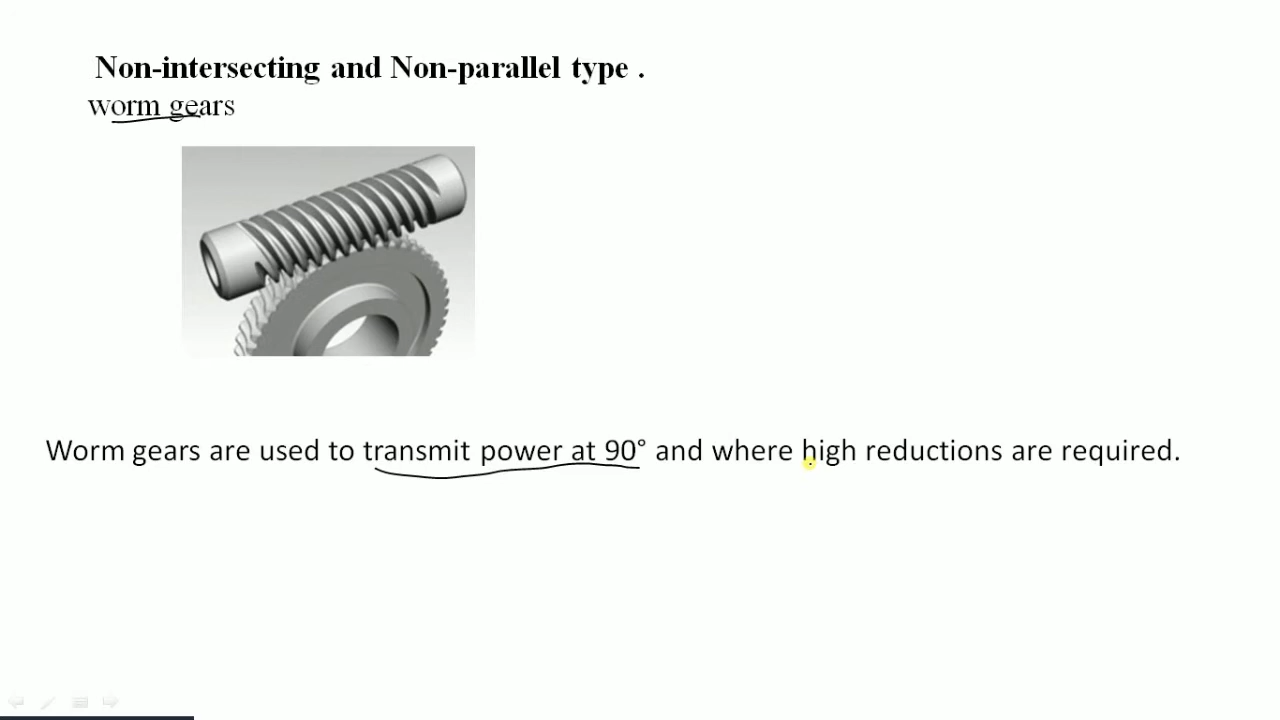 Non-intersecting and Non-parallel type .
worm gears
Worm gears are used to transmit power at 90° and where high reductions are required.